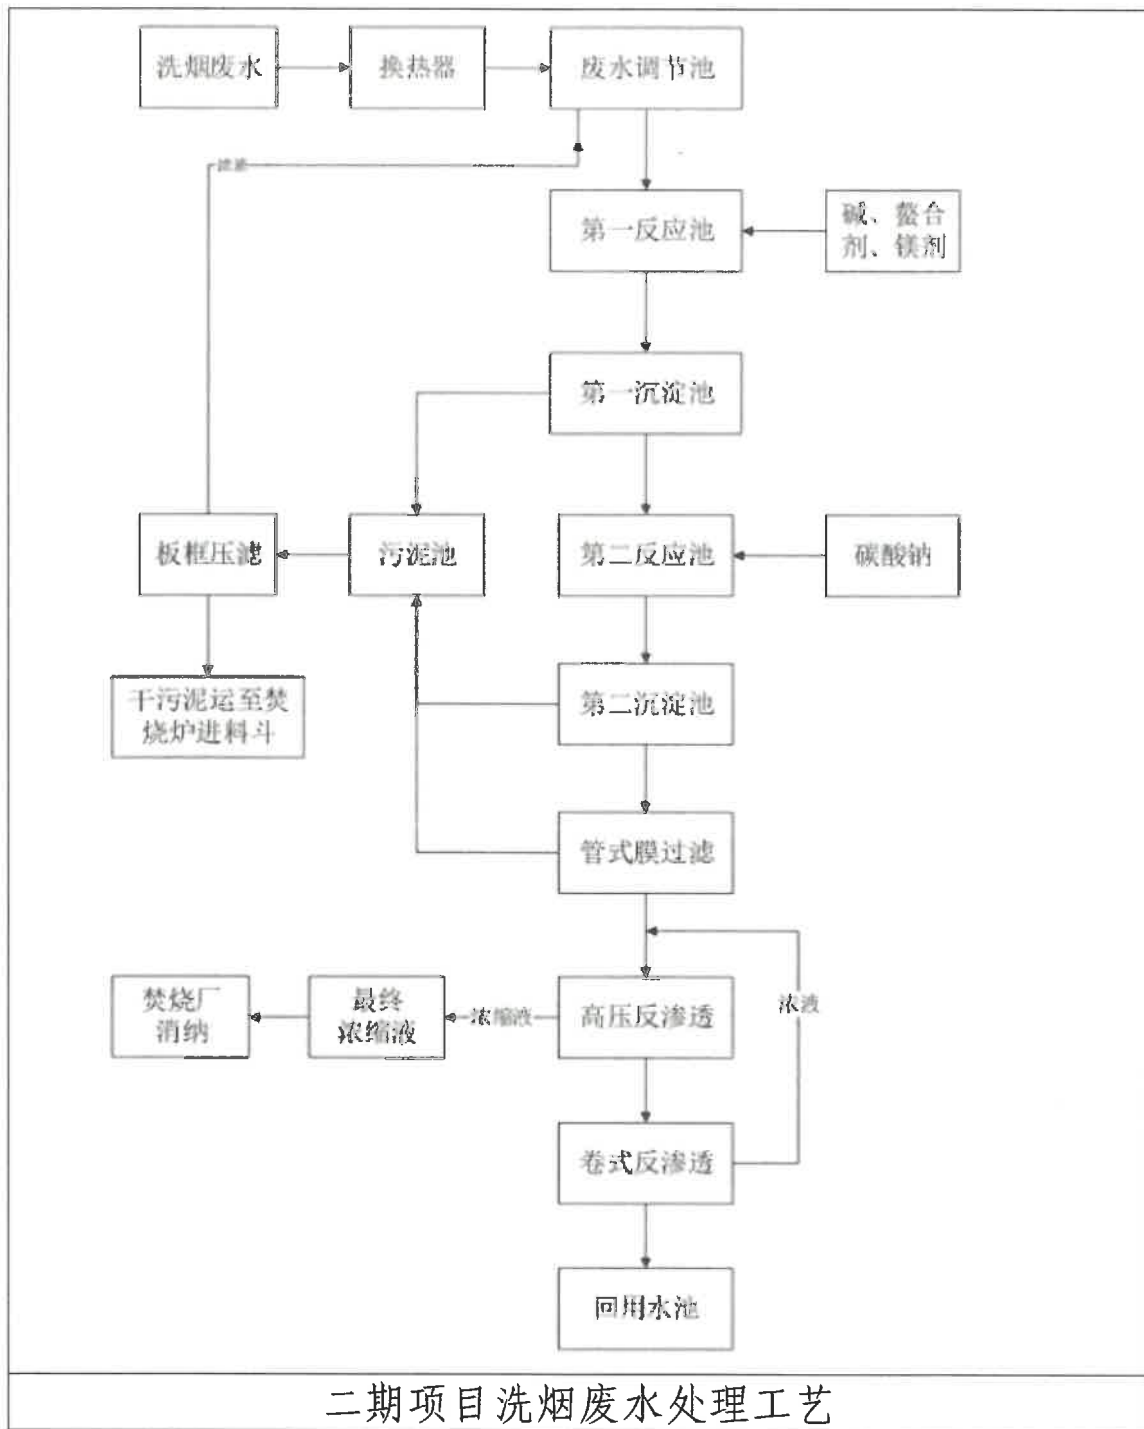 洗烟废水
换热器
废水调节池
滤液
第一反应池
碱、螯合
剂、镁剂
第一沉淀池
板框压滤
污泥池
第二反应池
碳酸钠
干污泥运至焚
烧炉进料斗
第二沉淀池
管式膜过滤
焚烧厂
消纳
最终
浓缩液
浓缩液
高压反渗透
浓液
卷式反渗透
回用水池
二期项目洗烟废水处理工艺